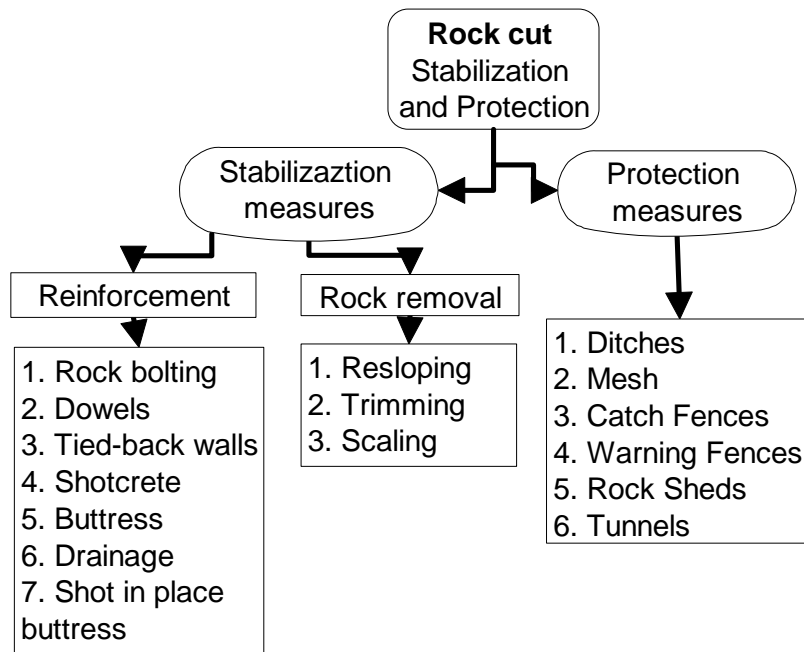 Rock cut
Stabilization
and Protection
Stabilizaztion
measures
Protection
measures
Reinforcement
Rock removal
1. Rock bolting
2. Dowels
3. Tied-back walls
4. Shotcrete
5. Buttress
6. Drainage
7. Shot in place
buttress
1. Resloping
2. Trimming
3. Scaling
1. Ditches
2. Mesh
3. Catch Fences
4. Warning Fences
5. Rock Sheds
6. Tunnels